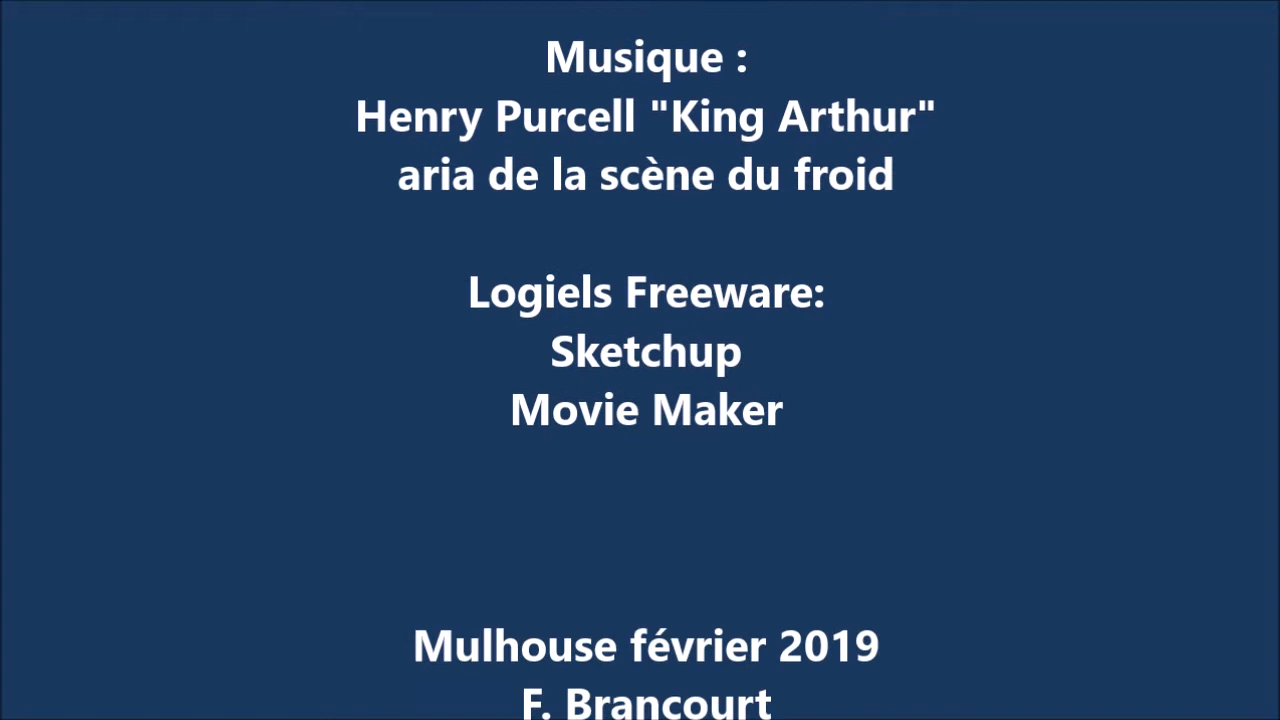 Musique :
Henry Purcell "King Arthur"
aria de la scène du froid
Logiels Freeware:
Sketchup
Movie Maker
Mulhouse février 2019
F. Brancourt